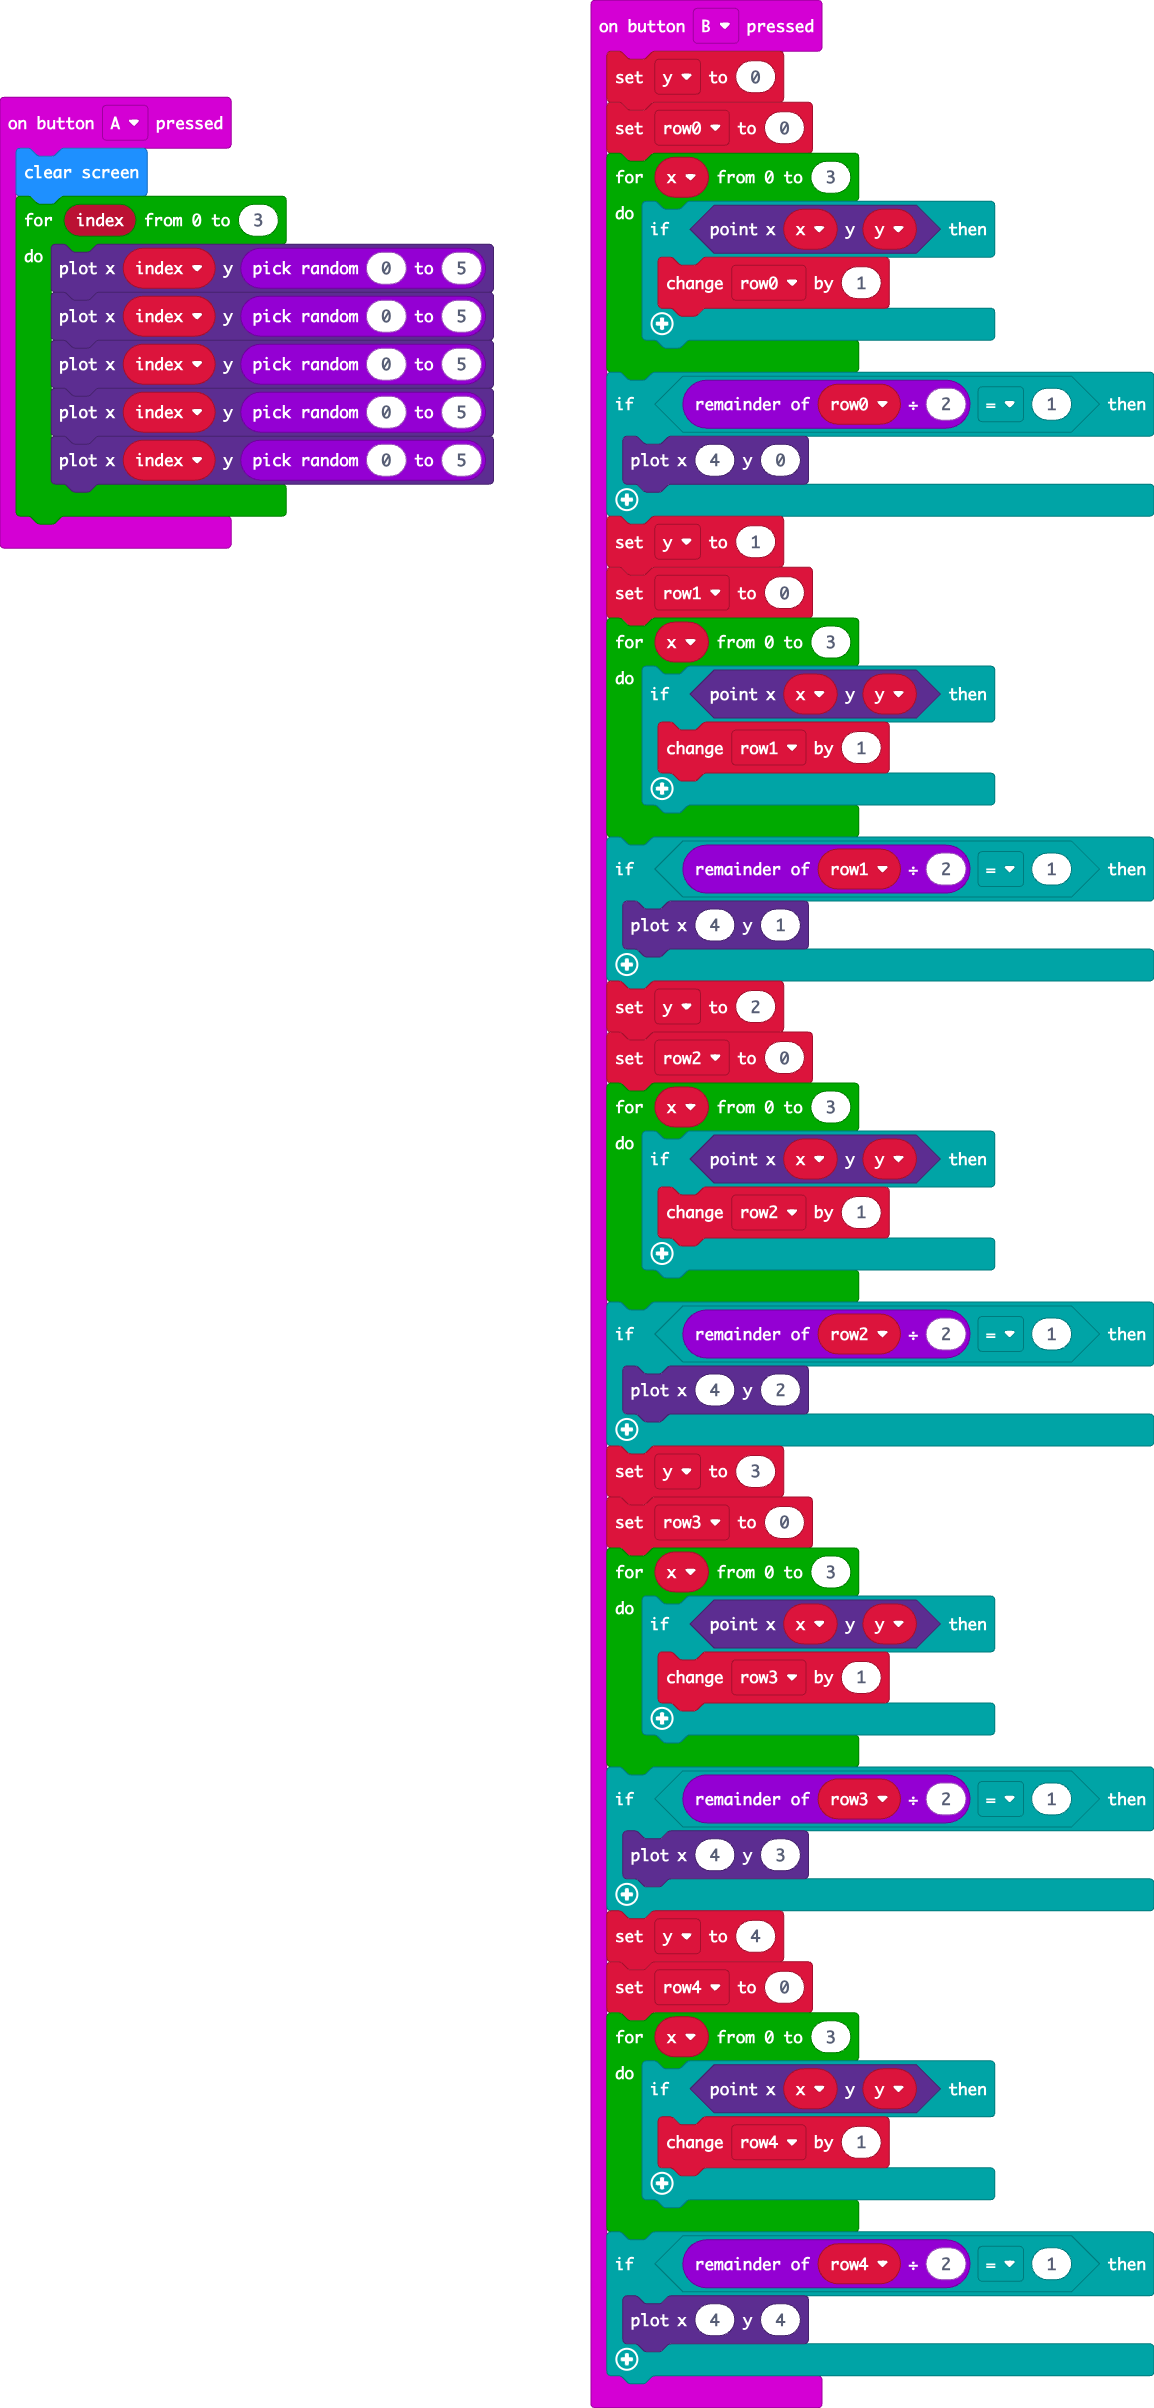 on button A pressed
clear screen
for index from 0 to 3
do
plot x index y pick random 0 to 5
plot x index y pick random 0 to 5
plot x index y pick random 0 to 5
plot x index y pick random 0 to 5
plot x index y pick random 0 to 5
on button B pressed
set y to 0
set row0 to 0
for x from 0 to 3
do
if point x x y y then
change row0 by 1
if remainder of row0 ÷ 2 = 1 then
plot x 4 y 0
set y to 1
set row1 to 0
for x from 0 to 3
do
if point x x y y then
change row1 by 1
if remainder of row1 ÷ 2 = 1 then
plot x 4 y 1
set y to 2
set row2 to 0
for x from 0 to 3
do
if point x x y y then
change row2 by 1
if remainder of row2 ÷ 2 = 1 then
plot x 4 y 2
set y to 3
set row3 to 0
for x from 0 to 3
do
if point x x y y then
change row3 by 1
if remainder of row3 ÷ 2 = 1 then
plot x 4 y 3
set y to 4
set row4 to 0
for x from 0 to 3
do
if point x x y y then
change row4 by 1
if remainder of row4 ÷ 2 = 1 then
plot x 4 y 4